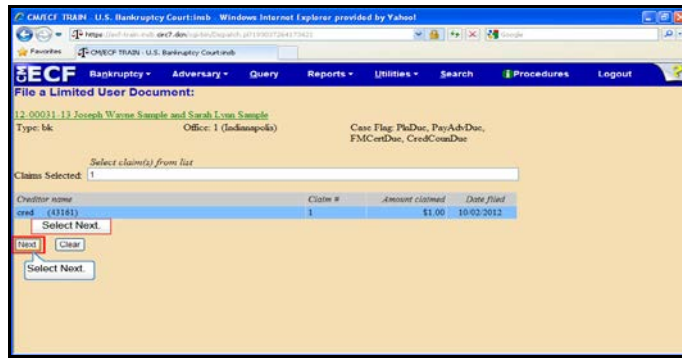 CM/ECF TRAIN - U.S. Bankruptcy Court:insb - Windows Internet Explorer provided by Yahoo!
Google
Favorites CM/ECF TRAIN - U.S. Bankruptcy Court:insb
ECF Bankruptcy Adversary Query Reports Utilities Search Procedures Logout ?
File a Limited User Document:
12-00031-13 Joseph Wayne Sample and Sarah Lynn Sample
Type: bk Office: 1 (Indianapolis) Case Flag: PlnDue, PayAdvDue,
FMCertDue, CredCounDue
Select claim(s) from list
Claims Selected: 1
Creditor name Claim # Amount claimed Date filed
cred (43161) 1 $1.00 10/02/2012
Select Next.
Next Clear
Select Next.